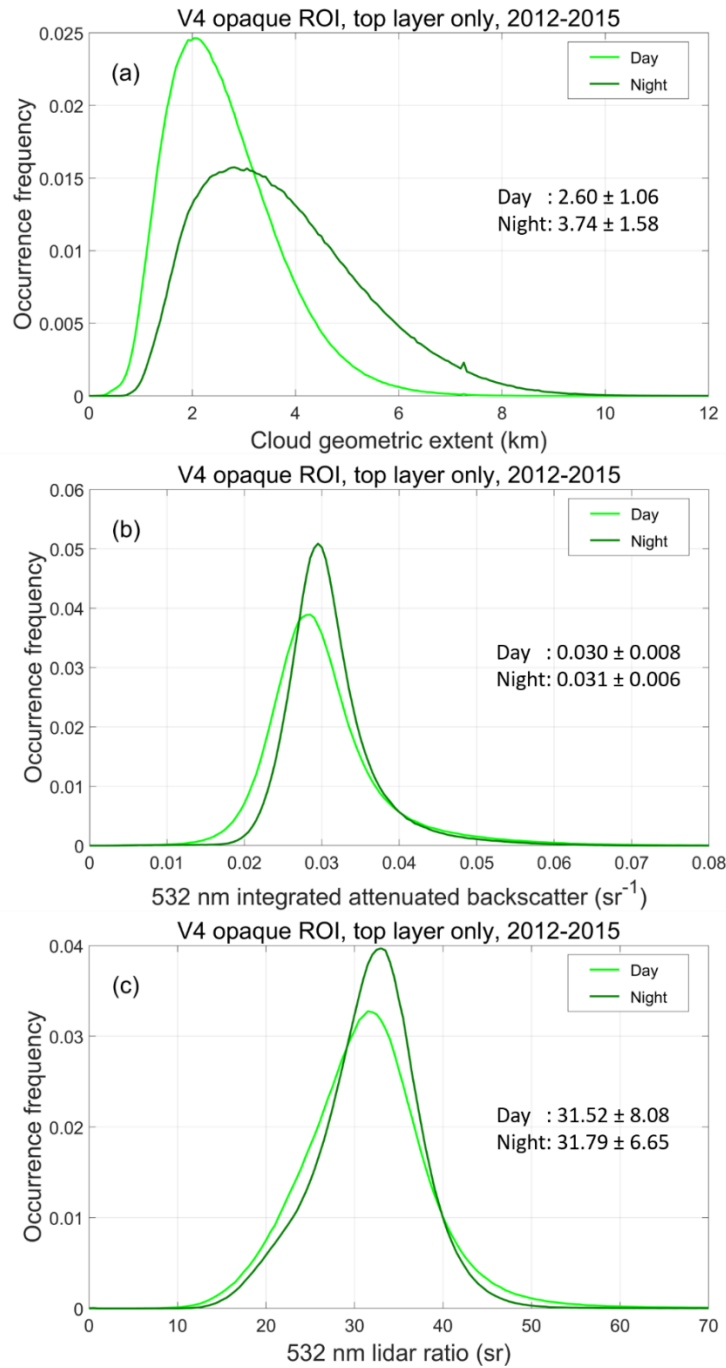 V4 opaque ROI, top layer only, 2012-2015
(a)
Day
Night
Day : 2.60 ± 1.06
Night: 3.74 ± 1.58
Occurrence frequency
0.025
0.02
0.015
0.01
0.005
0
0 2 4 6 8 10 12
Cloud geometric extent (km)
V4 opaque ROI, top layer only, 2012-2015
(b)
Day
Night
Day : 0.030 ± 0.008
Night: 0.031 ± 0.006
Occurrence frequency
0.06
0.05
0.04
0.03
0.02
0.01
0
0 0.01 0.02 0.03 0.04 0.05 0.06 0.07 0.08
532 nm integrated attenuated backscatter (sr⁻¹)
V4 opaque ROI, top layer only, 2012-2015
(c)
Day
Night
Day : 31.52 ± 8.08
Night: 31.79 ± 6.65
Occurrence frequency
0.04
0.03
0.02
0.01
0
0 10 20 30 40 50 60 70
532 nm lidar ratio (sr)